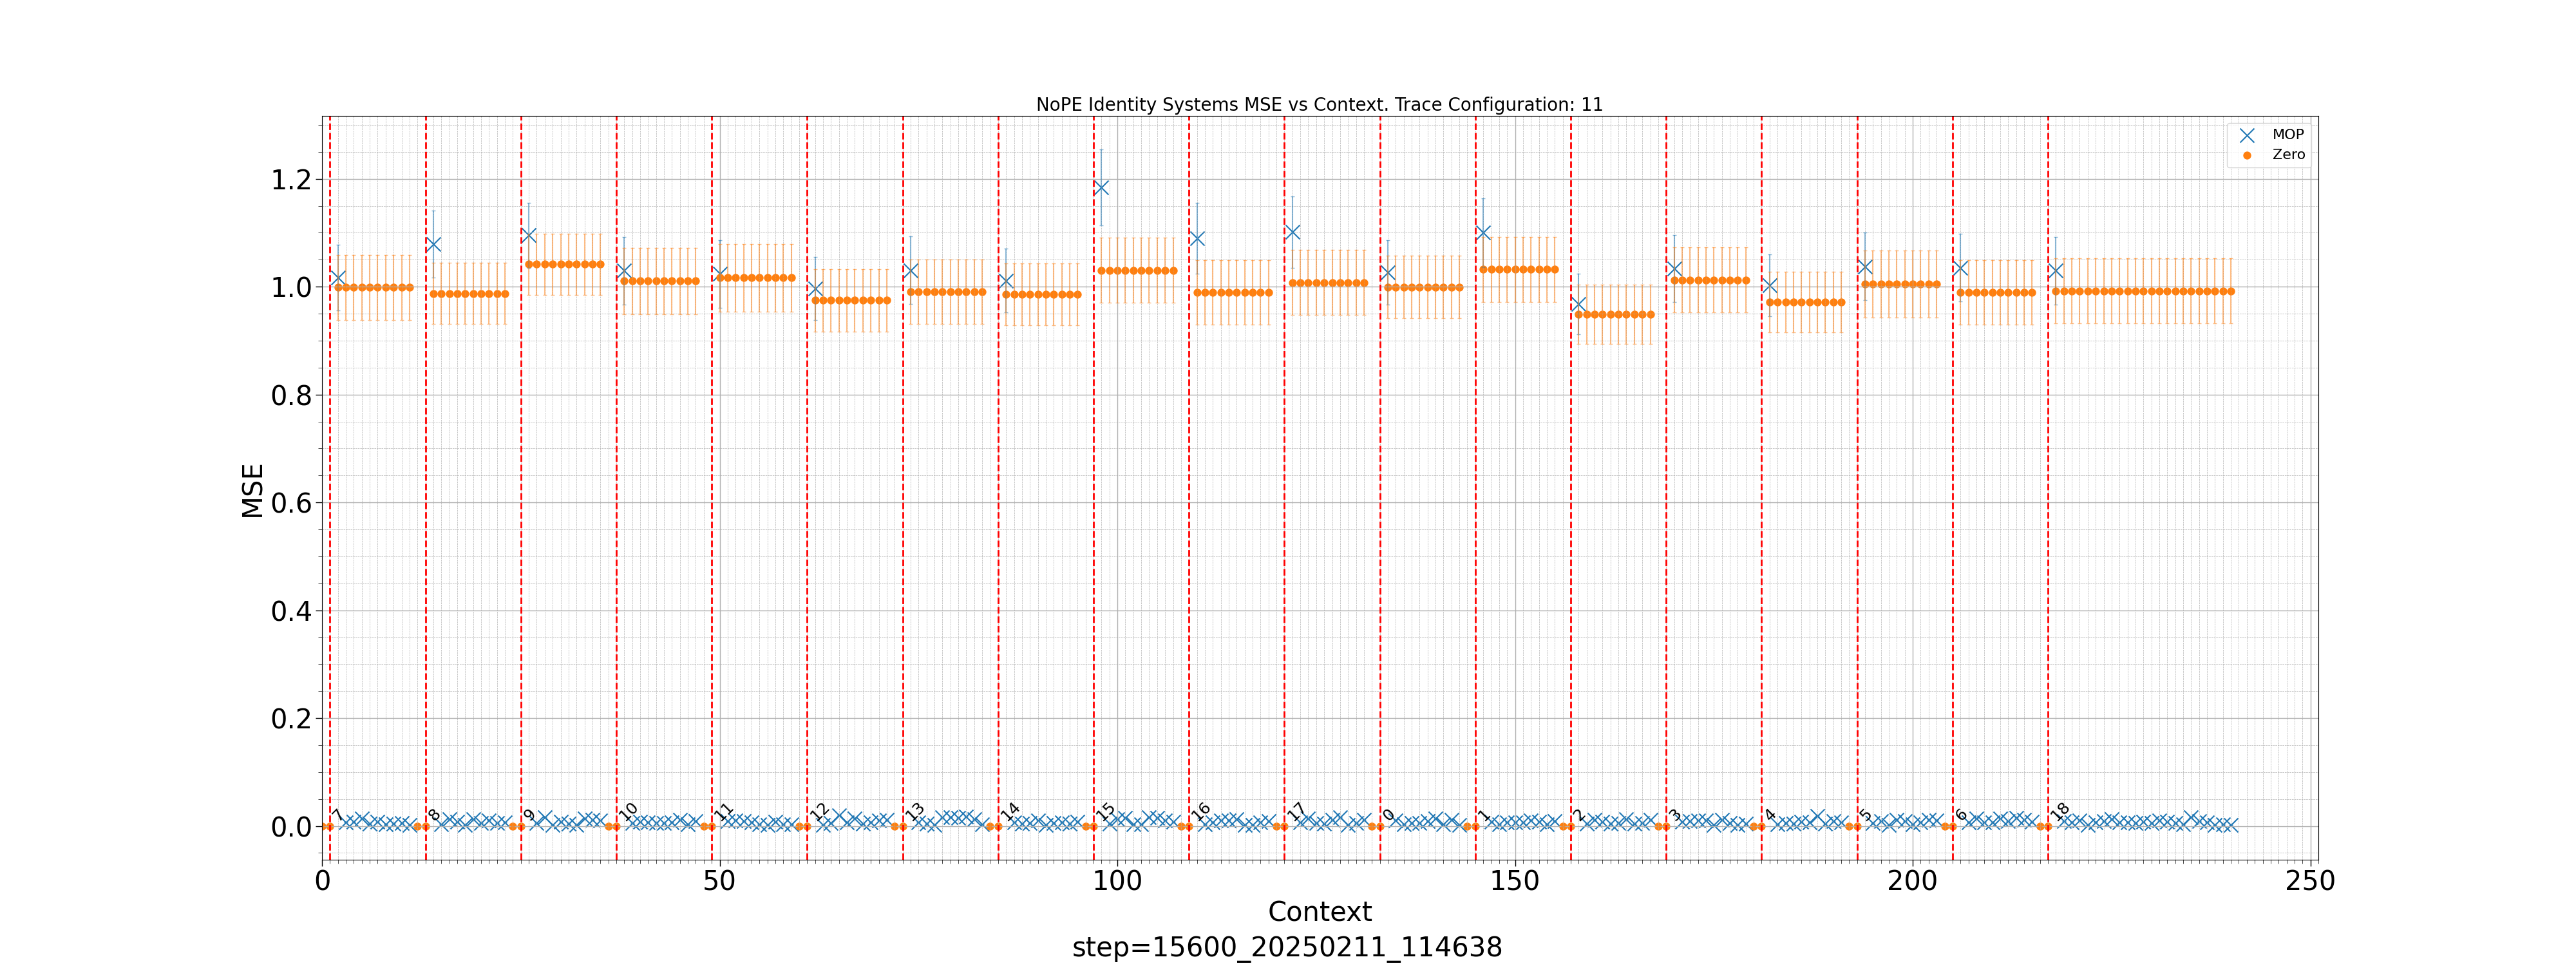 NoPE Identity Systems MSE vs Context. Trace Configuration: 11
MOP
Zero
MSE
1.2
1.0
0.8
0.6
0.4
0.2
0.0
7 8 9 10 11 12 13 14 15 16 17 0 1 2 3 4 5 6 18
0 50 100 150 200 250
Context
step=15600_20250211_114638